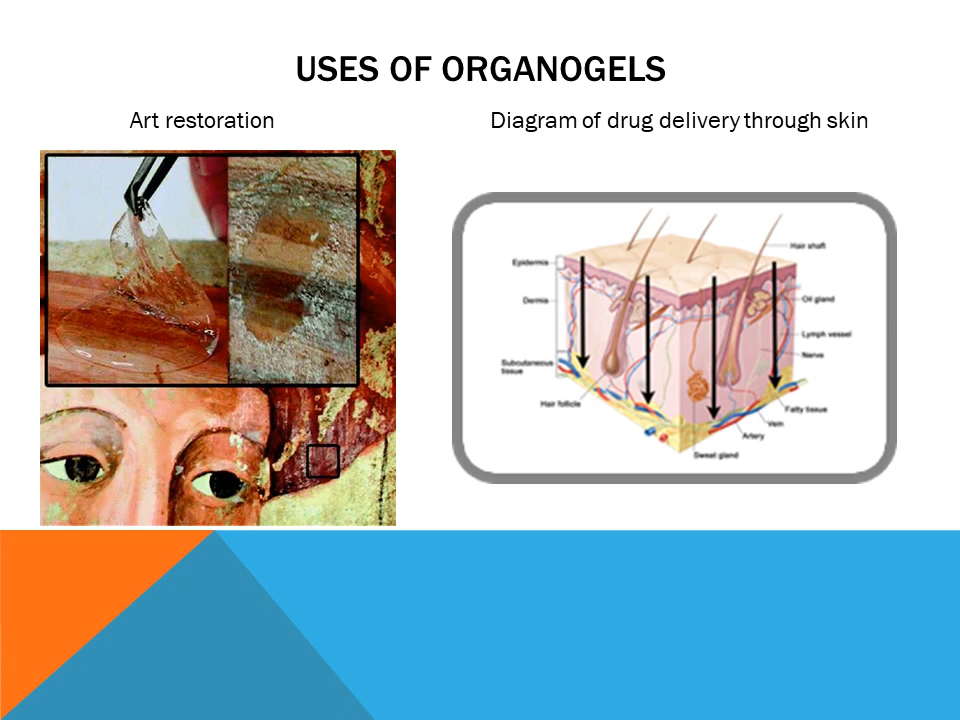 USES OF ORGANOGELS
Art restoration
Diagram of drug delivery through skin
Hair shaft
Epidermis
Oil gland
Dermis
Lymph vessel
Nerve
Subcutaneous
tissue
Hair follicle
Fatty tissue
Vein
Artery
Sweat gland